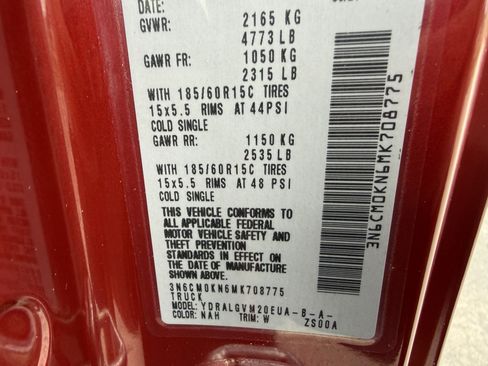 DATE:
GVWR: 2165 KG
4773 LB
GAWR FR: 1050 KG
2315 LB
WITH 185/60R15C TIRES
15x5.5 RIMS AT 44PSI
COLD SINGLE
GAWR RR: 1150 KG
2535 LB
WITH 185/60R15C TIRES
15x5.5 RIMS AT 48 PSI
COLD SINGLE
THIS VEHICLE CONFORMS TO
ALL APPLICABLE FEDERAL
MOTOR VEHICLE SAFETY AND
THEFT PREVENTION
STANDARDS IN EFFECT ON
THE DATE OF MANUFACTURE
SHOWN ABOVE.
3N6CM0KN6MK708775
TRUCK
MODEL: YDRALGVM20EUA-B-A-
COLOR: NAH TRIM: W ZS00A
3N6CM0KN6MK708775